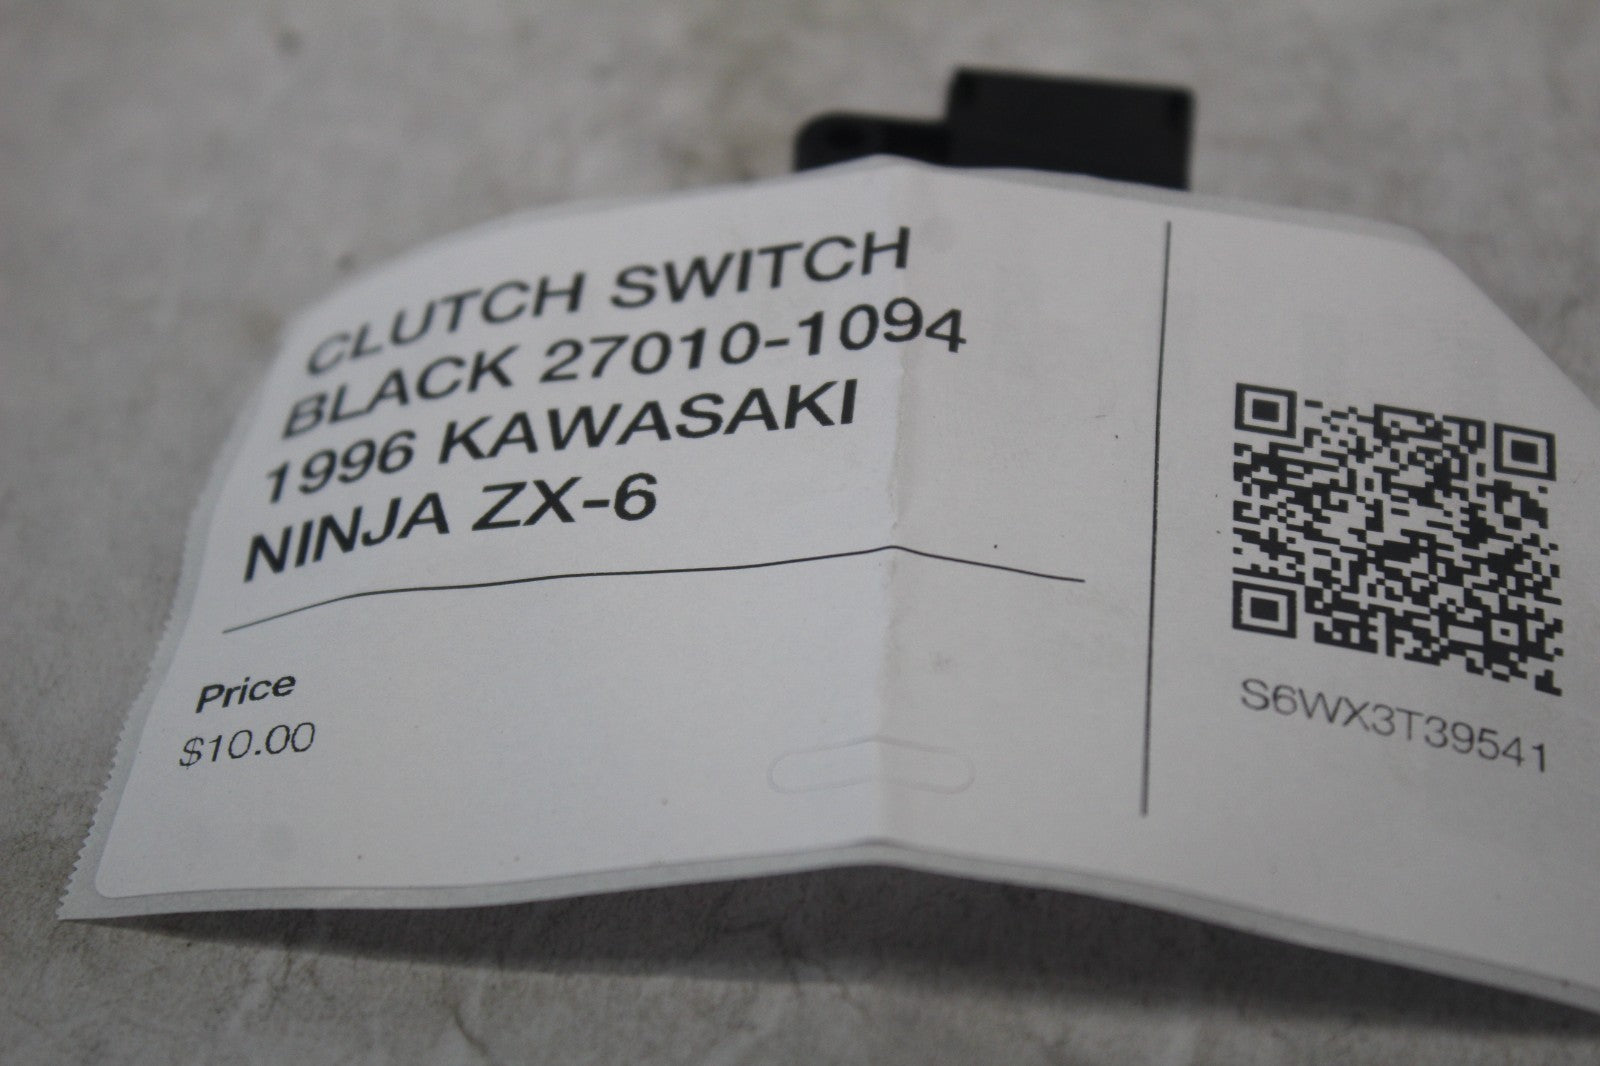 CLUTCH SWITCH
BLACK 27010-1094
1996 KAWASAKI
NINJA ZX-6
Price
$10.00
S6WX3T39541